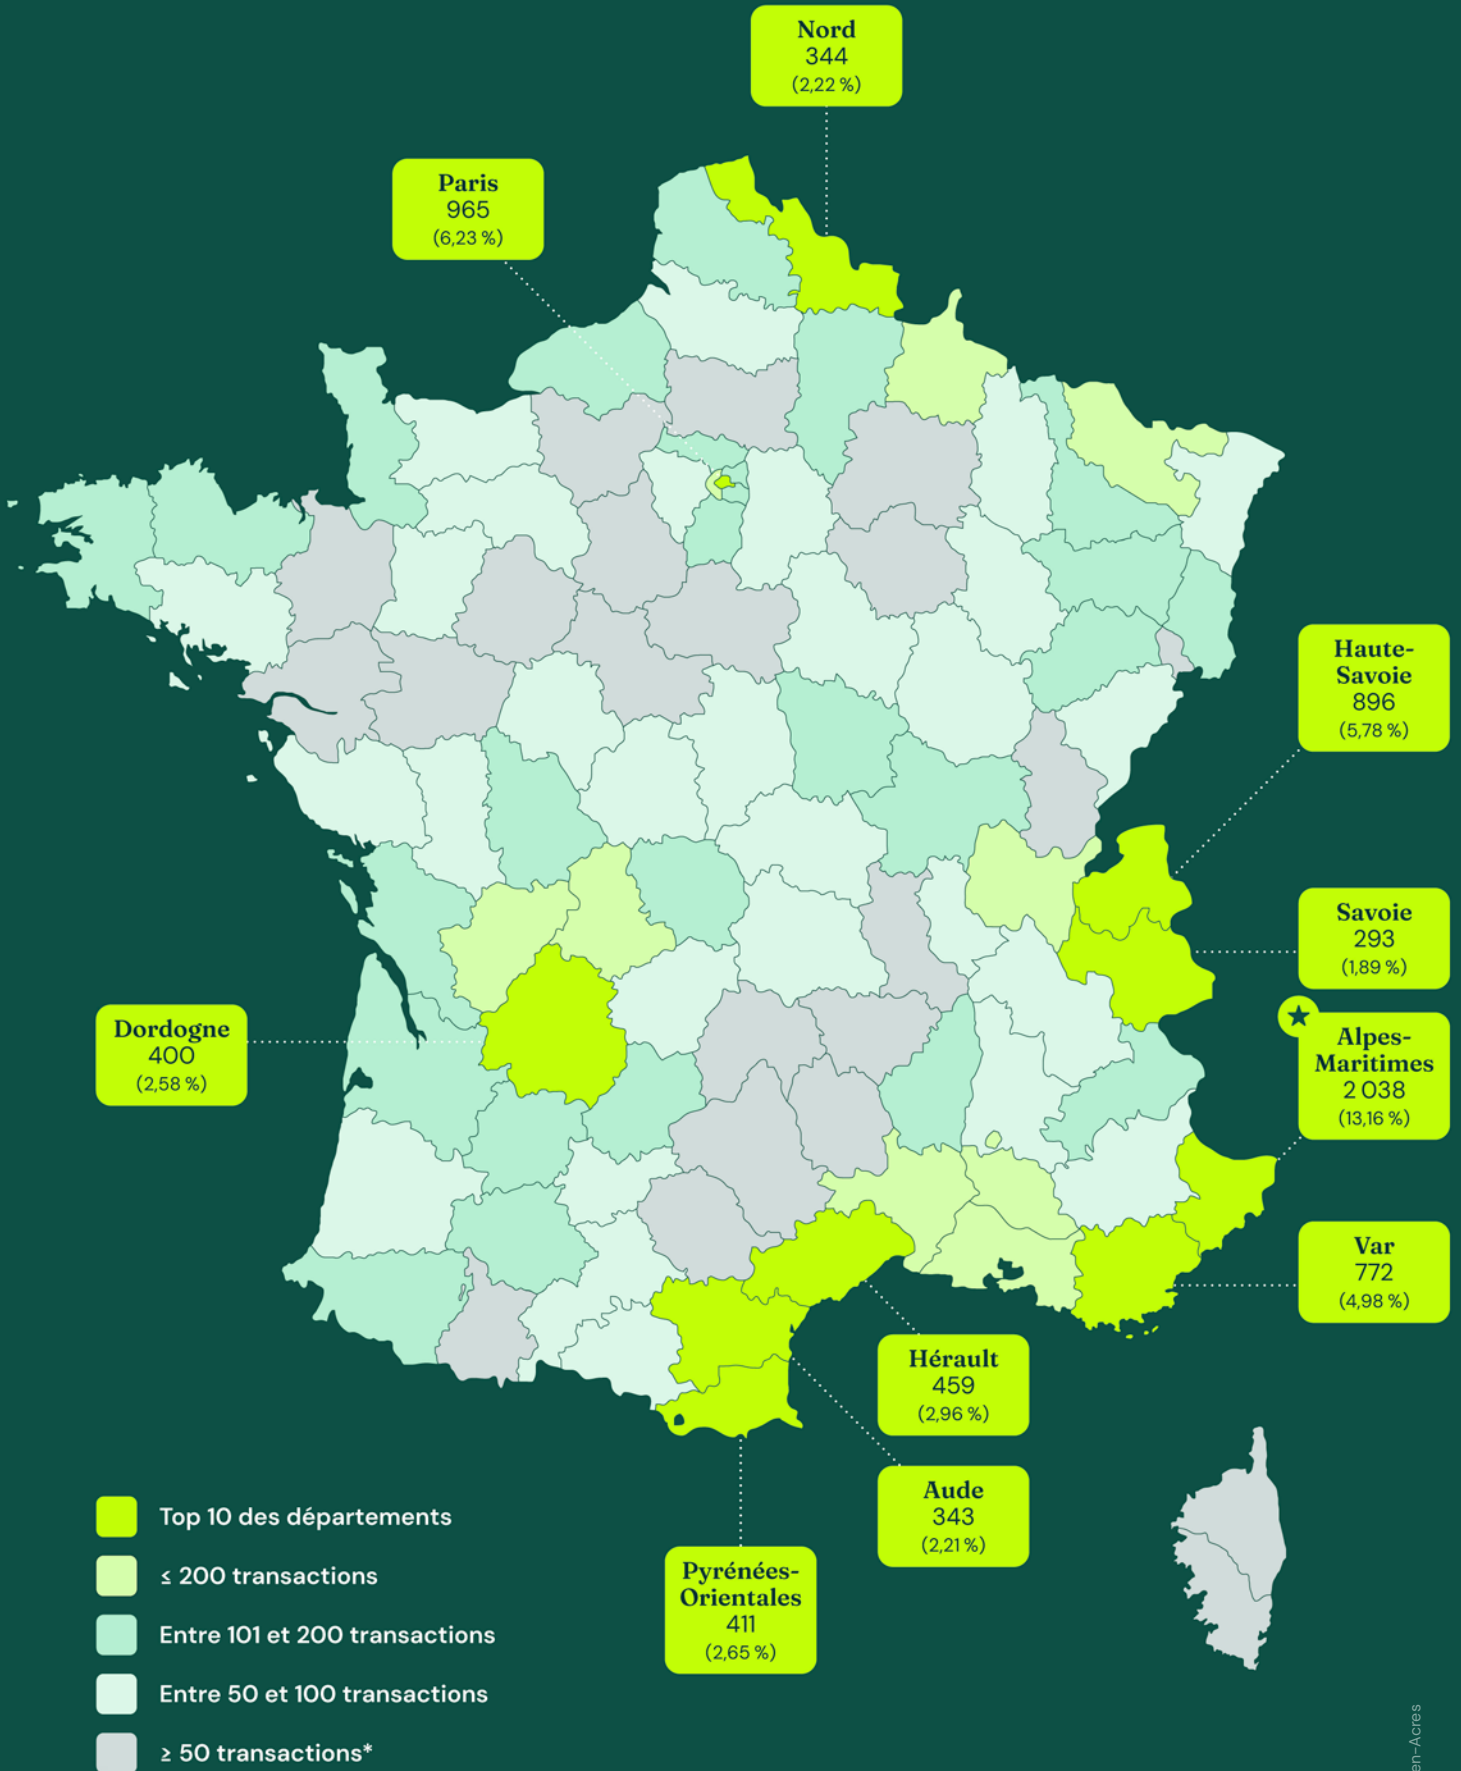 Nord
344
(2,22 %)
Paris
965
(6,23 %)
Haute-
Savoie
896
(5,78 %)
Savoie
293
(1,89 %)
Dordogne
400
(2,58 %)
Alpes-
Maritimes
2 038
(13,16 %)
Var
772
(4,98 %)
Hérault
459
(2,96 %)
Aude
343
(2,21 %)
Pyrénées-
Orientales
411
(2,65 %)
Top 10 des départements
≤ 200 transactions
Entre 101 et 200 transactions
Entre 50 et 100 transactions
≥ 50 transactions*
en-Acres